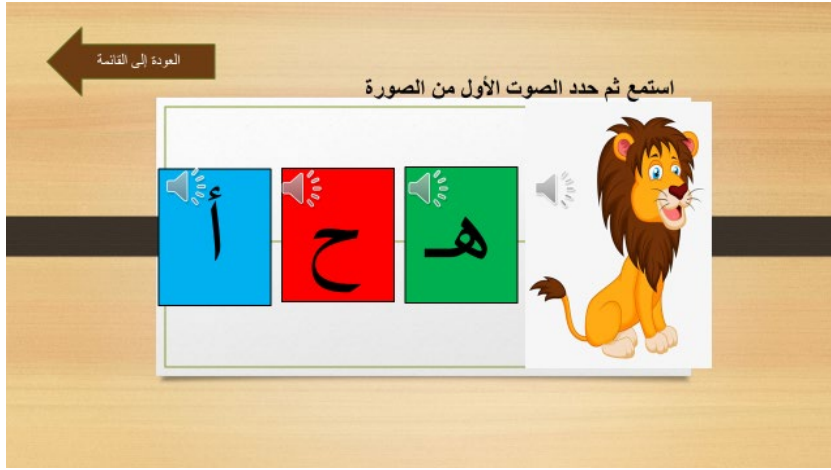 العودة إلى القائمة
استمع ثم حدد الصوت الأول من الصورة
هـ ح أ